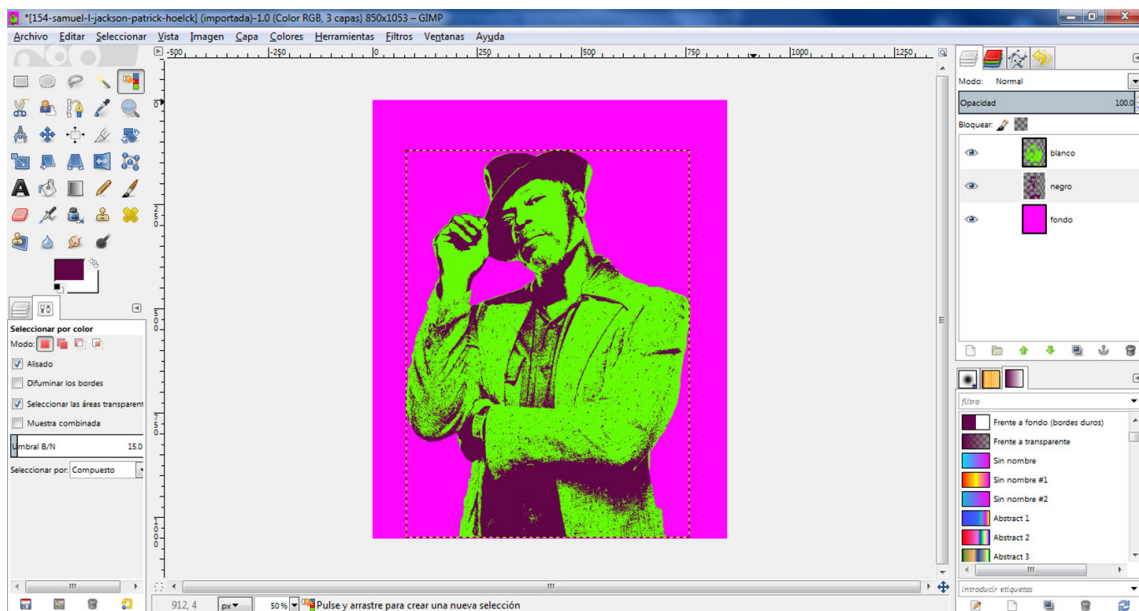 *[154-samuel-l-jackson-patrick-hoelck] (importada)-1.0 (Color RGB, 3 capas) 850x1053 – GIMP
Archivo Editar Seleccionar Vista Imagen Capa Colores Herramientas Filtros Ventanas Ayuda
-500 -250 0 250 500 750 1000 1250
0
250
500
750
1000
Modo: Normal
Opacidad 100.0
Bloquear:
blanco
negro
fondo
Seleccionar por color
Modo:
Alisado
Difuminar los bordes
Seleccionar las áreas transparent
Muestra combinada
Umbral B/N 15.0
Seleccionar por: Compuesto
filtro
Frente a fondo (bordes duros)
Frente a transparente
Sin nombre
Sin nombre #1
Sin nombre #2
Abstract 1
Abstract 2
Abstract 3
introducir etiquetas
912, 4 px 50 % Pulse y arrastre para crear una nueva selección